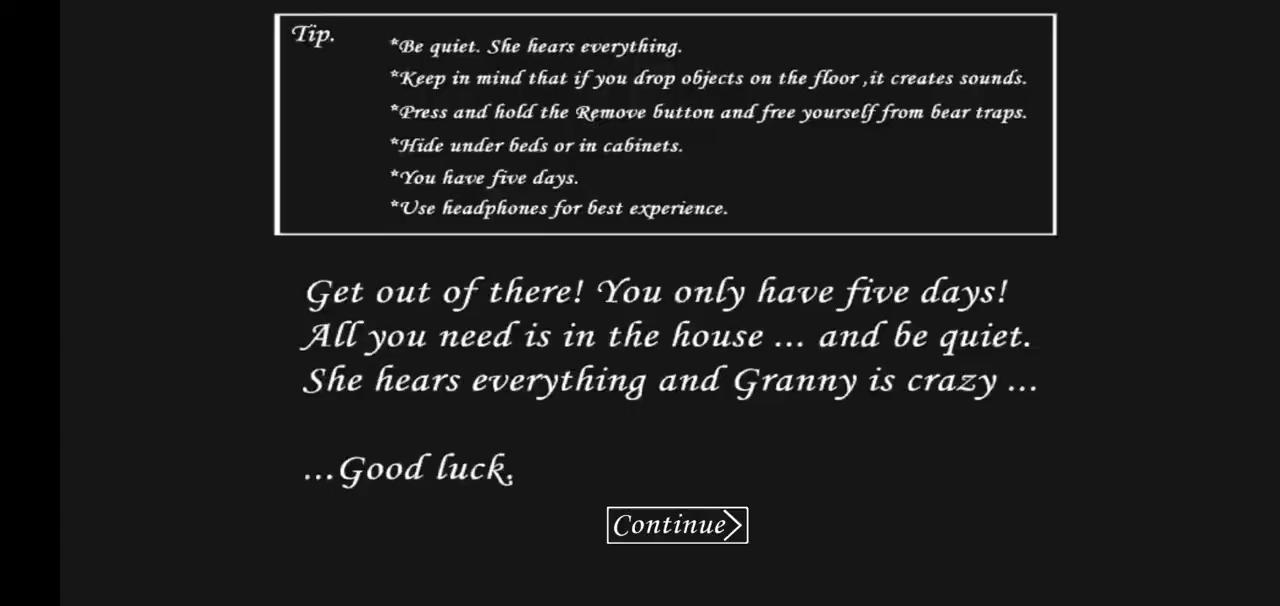 Tip.
*Be quiet. She hears everything.
*Keep in mind that if you drop objects on the floor ,it creates sounds.
*Press and hold the Remove button and free yourself from bear traps.
*Hide under beds or in cabinets.
*You have five days.
*Use headphones for best experience.
Get out of there! You only have five days!
All you need is in the house ... and be quiet.
She hears everything and Granny is crazy ...
...Good luck.
Continue>